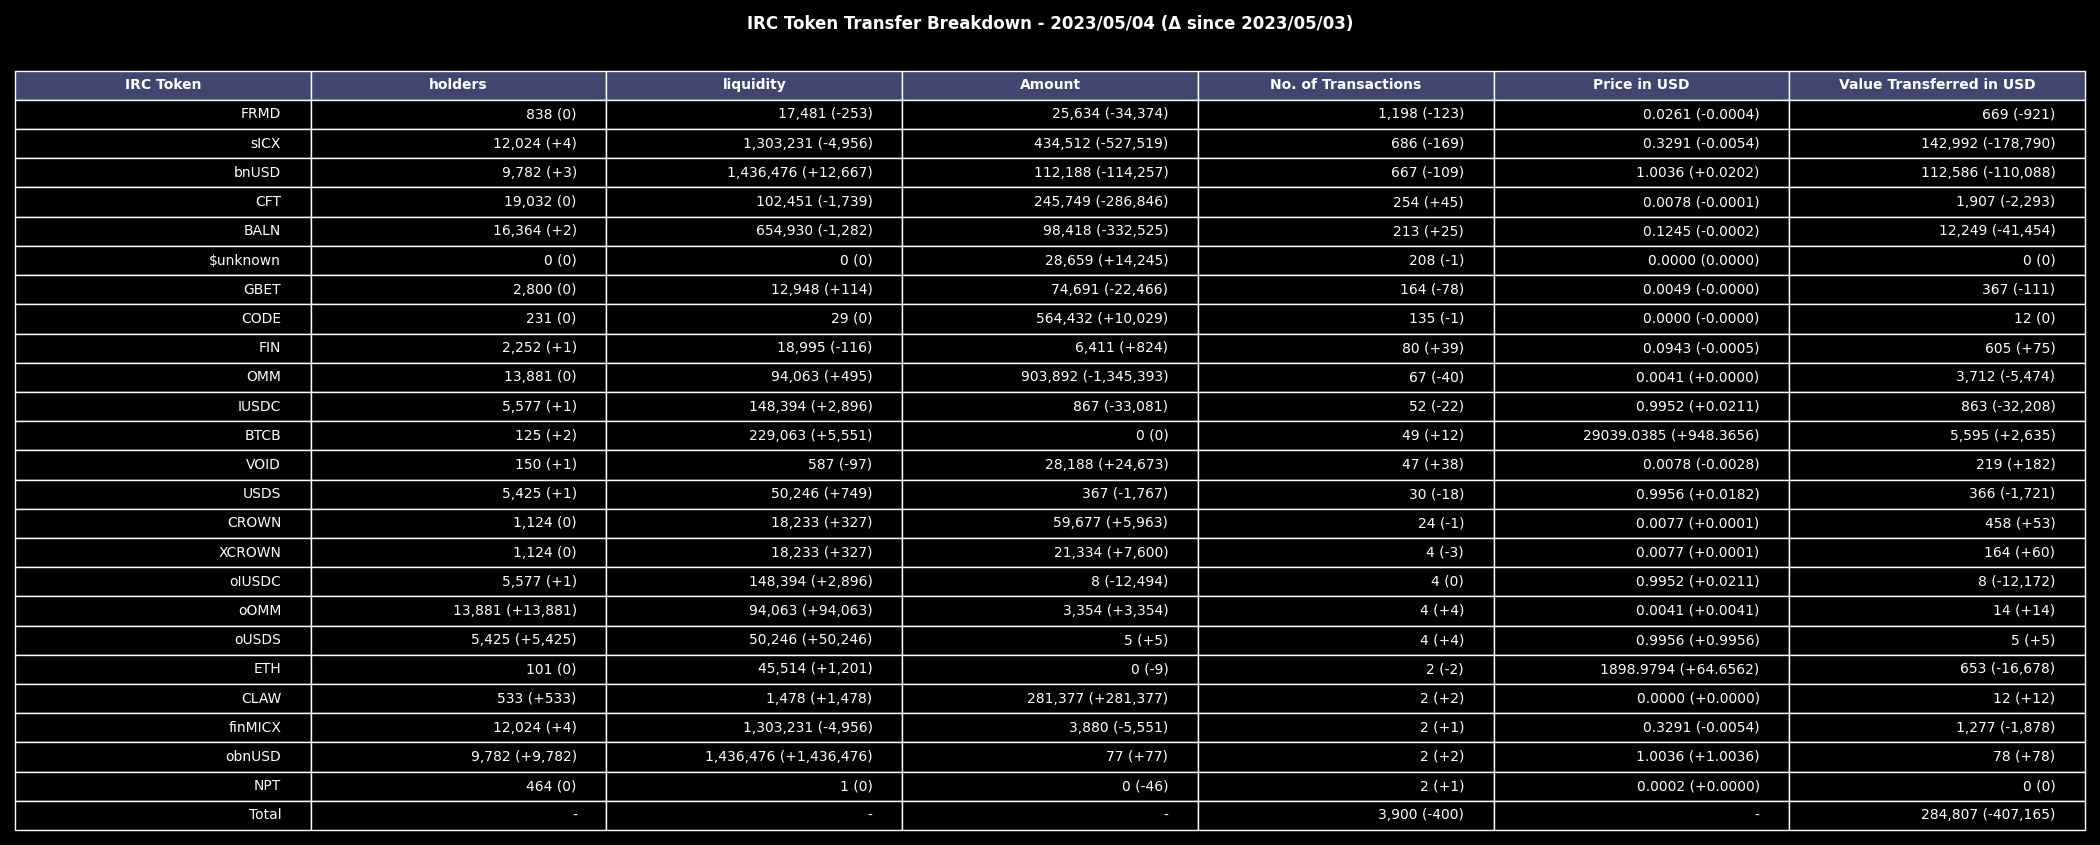 IRC Token Transfer Breakdown - 2023/05/04 (Δ since 2023/05/03)
IRC Token holders liquidity Amount No. of Transactions Price in USD Value Transferred in USD
FRMD 838 (0) 17,481 (-253) 25,634 (-34,374) 1,198 (-123) 0.0261 (-0.0004) 669 (-921)
sICX 12,024 (+4) 1,303,231 (-4,956) 434,512 (-527,519) 686 (-169) 0.3291 (-0.0054) 142,992 (-178,790)
bnUSD 9,782 (+3) 1,436,476 (+12,667) 112,188 (-114,257) 667 (-109) 1.0036 (+0.0202) 112,586 (-110,088)
CFT 19,032 (0) 102,451 (-1,739) 245,749 (-286,846) 254 (+45) 0.0078 (-0.0001) 1,907 (-2,293)
BALN 16,364 (+2) 654,930 (-1,282) 98,418 (-332,525) 213 (+25) 0.1245 (-0.0002) 12,249 (-41,454)
$unknown 0 (0) 0 (0) 28,659 (+14,245) 208 (-1) 0.0000 (0.0000) 0 (0)
GBET 2,800 (0) 12,948 (+114) 74,691 (-22,466) 164 (-78) 0.0049 (-0.0000) 367 (-111)
CODE 231 (0) 29 (0) 564,432 (+10,029) 135 (-1) 0.0000 (-0.0000) 12 (0)
FIN 2,252 (+1) 18,995 (-116) 6,411 (+824) 80 (+39) 0.0943 (-0.0005) 605 (+75)
OMM 13,881 (0) 94,063 (+495) 903,892 (-1,345,393) 67 (-40) 0.0041 (+0.0000) 3,712 (-5,474)
IUSDC 5,577 (+1) 148,394 (+2,896) 867 (-33,081) 52 (-22) 0.9952 (+0.0211) 863 (-32,208)
BTCB 125 (+2) 229,063 (+5,551) 0 (0) 49 (+12) 29039.0385 (+948.3656) 5,595 (+2,635)
VOID 150 (+1) 587 (-97) 28,188 (+24,673) 47 (+38) 0.0078 (-0.0028) 219 (+182)
USDS 5,425 (+1) 50,246 (+749) 367 (-1,767) 30 (-18) 0.9956 (+0.0182) 366 (-1,721)
CROWN 1,124 (0) 18,233 (+327) 59,677 (+5,963) 24 (-1) 0.0077 (+0.0001) 458 (+53)
XCROWN 1,124 (0) 18,233 (+327) 21,334 (+7,600) 4 (-3) 0.0077 (+0.0001) 164 (+60)
oIUSDC 5,577 (+1) 148,394 (+2,896) 8 (-12,494) 4 (0) 0.9952 (+0.0211) 8 (-12,172)
oOMM 13,881 (+13,881) 94,063 (+94,063) 3,354 (+3,354) 4 (+4) 0.0041 (+0.0041) 14 (+14)
oUSDS 5,425 (+5,425) 50,246 (+50,246) 5 (+5) 4 (+4) 0.9956 (+0.9956) 5 (+5)
ETH 101 (0) 45,514 (+1,201) 0 (-9) 2 (-2) 1898.9794 (+64.6562) 653 (-16,678)
CLAW 533 (+533) 1,478 (+1,478) 281,377 (+281,377) 2 (+2) 0.0000 (+0.0000) 12 (+12)
finMICX 12,024 (+4) 1,303,231 (-4,956) 3,880 (-5,551) 2 (+1) 0.3291 (-0.0054) 1,277 (-1,878)
obnUSD 9,782 (+9,782) 1,436,476 (+1,436,476) 77 (+77) 2 (+2) 1.0036 (+1.0036) 78 (+78)
NPT 464 (0) 1 (0) 0 (-46) 2 (+1) 0.0002 (+0.0000) 0 (0)
Total - - - 3,900 (-400) - 284,807 (-407,165)